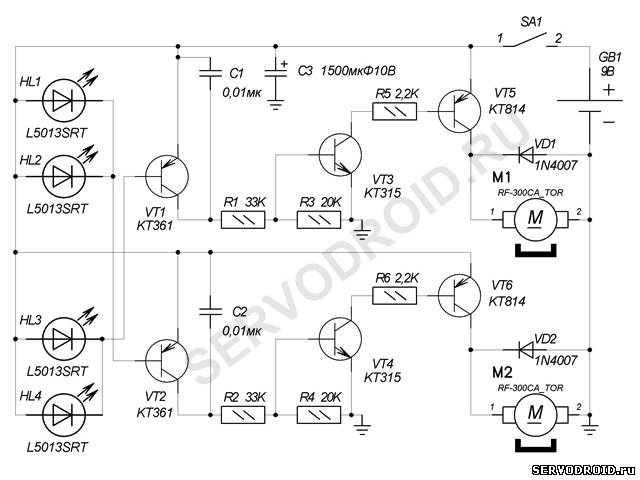 SA1
1 2
HL1
C1
C3 1500мкФ10В
GB1
9В
+
0,01мк
R5 2,2K
VT5
KT814
L5013SRT
HL2
VD1
1N4007
VT3
KT315
M1
RF-300CA_TOR
L5013SRT
VT1
KT361
R1 33K
R3 20K
1 M 2
R6 2,2K
VT6
KT814
HL3
C2
0,01мк
VD2
1N4007
L5013SRT
HL4
VT4
KT315
M2
RF-300CA_TOR
VT2
KT361
R2 33K
R4 20K
1 M 2
L5013SRT
SERVODROID.RU
SERVODROID.ru